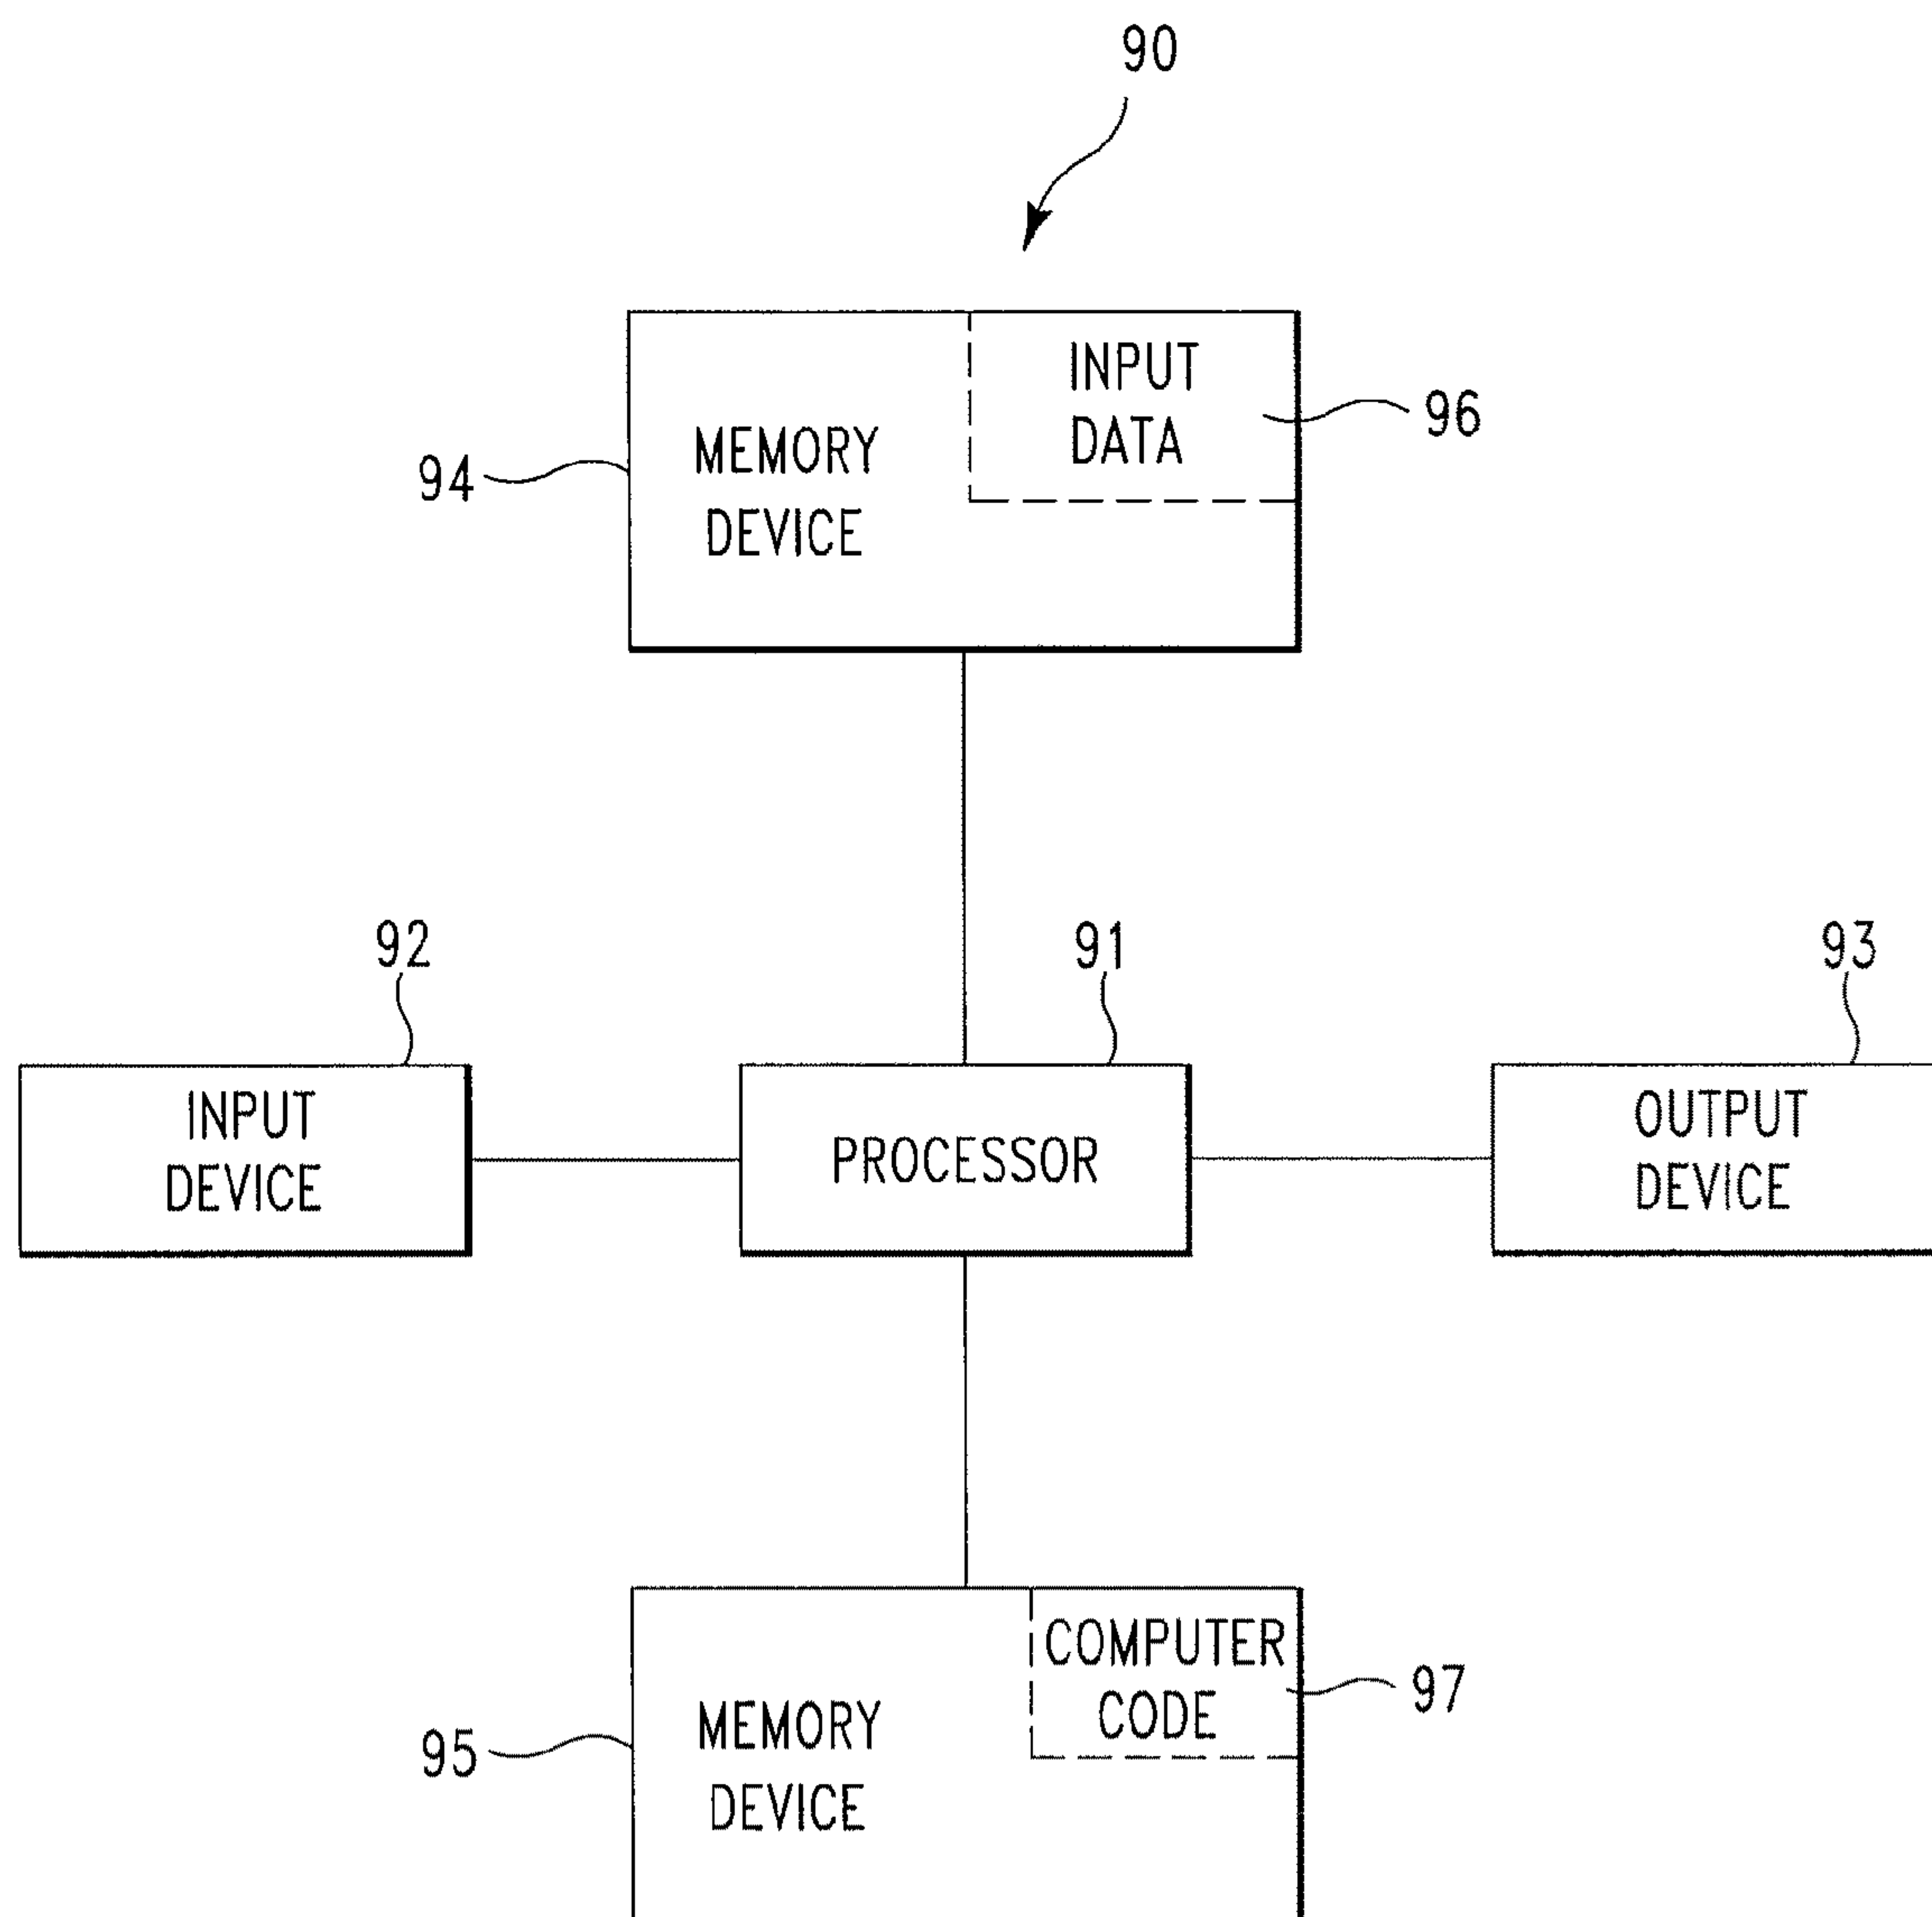 90
INPUT
DATA
96
MEMORY
DEVICE
94
92
91
93
INPUT
DEVICE
PROCESSOR
OUTPUT
DEVICE
COMPUTER
CODE
97
MEMORY
DEVICE
95